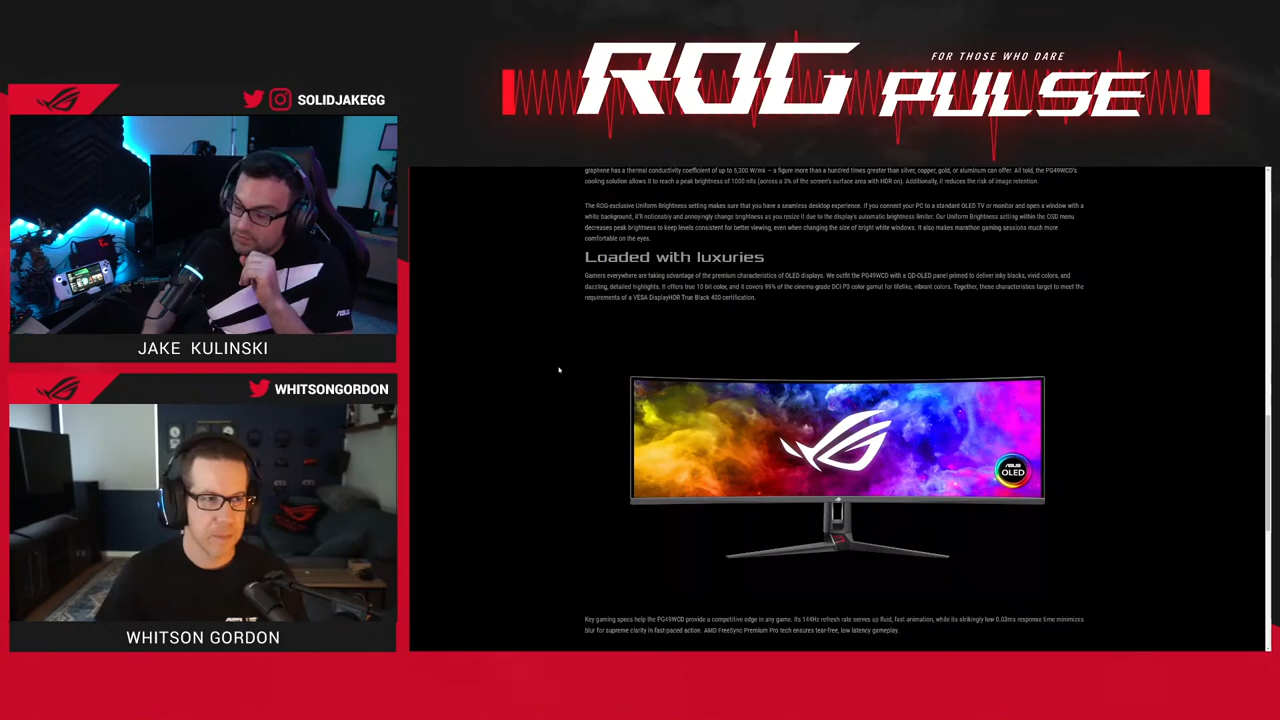 ROG
FOR THOSE WHO DARE
PULSE
SOLIDJAKEGG
JAKE KULINSKI
WHITSONGORDON
WHITSON GORDON
graphene has a thermal conductivity coefficient of up to 5,300 W/mk — a figure more than a hundred times greater than silver, copper, gold, or aluminum can offer. All told, the PG49WCD's
cooling solution allows it to reach a peak brightness of 1000 nits (across a 3% of the screen's surface area with HDR on). Additionally, it reduces the risk of image retention.
The ROG-exclusive Uniform Brightness setting makes sure that you have a seamless desktop experience. If you connect your PC to a standard OLED TV or monitor and open a window with a
white background, it'll noticeably and annoyingly change brightness as you resize it due to the display's automatic brightness limiter. Our Uniform Brightness setting within the OSD menu
decreases peak brightness to keep levels consistent for better viewing, even when changing the size of bright white windows. It also makes marathon gaming sessions much more
comfortable on the eyes.
Loaded with luxuries
Gamers everywhere are taking advantage of the premium characteristics of OLED displays. We outfit the PG49WCD with a QD-OLED panel primed to deliver inky blacks, vivid colors, and
dazzling, detailed highlights. It offers true 10 bit color, and it covers 99% of the cinema grade DCI-P3 color gamut for lifelike, vibrant colors. Together, these characteristics target to meet the
requirements of a VESA DisplayHDR True Black 400 certification.
ASUS
OLED
Key gaming specs help the PG49WCD provide a competitive edge in any game. Its 144Hz refresh rate serves up fluid, fast animation, while its strikingly low 0.03ms response time minimizes
blur for supreme clarity in fast-paced action. AMD FreeSync Premium Pro tech ensures tear-free, low latency gameplay.